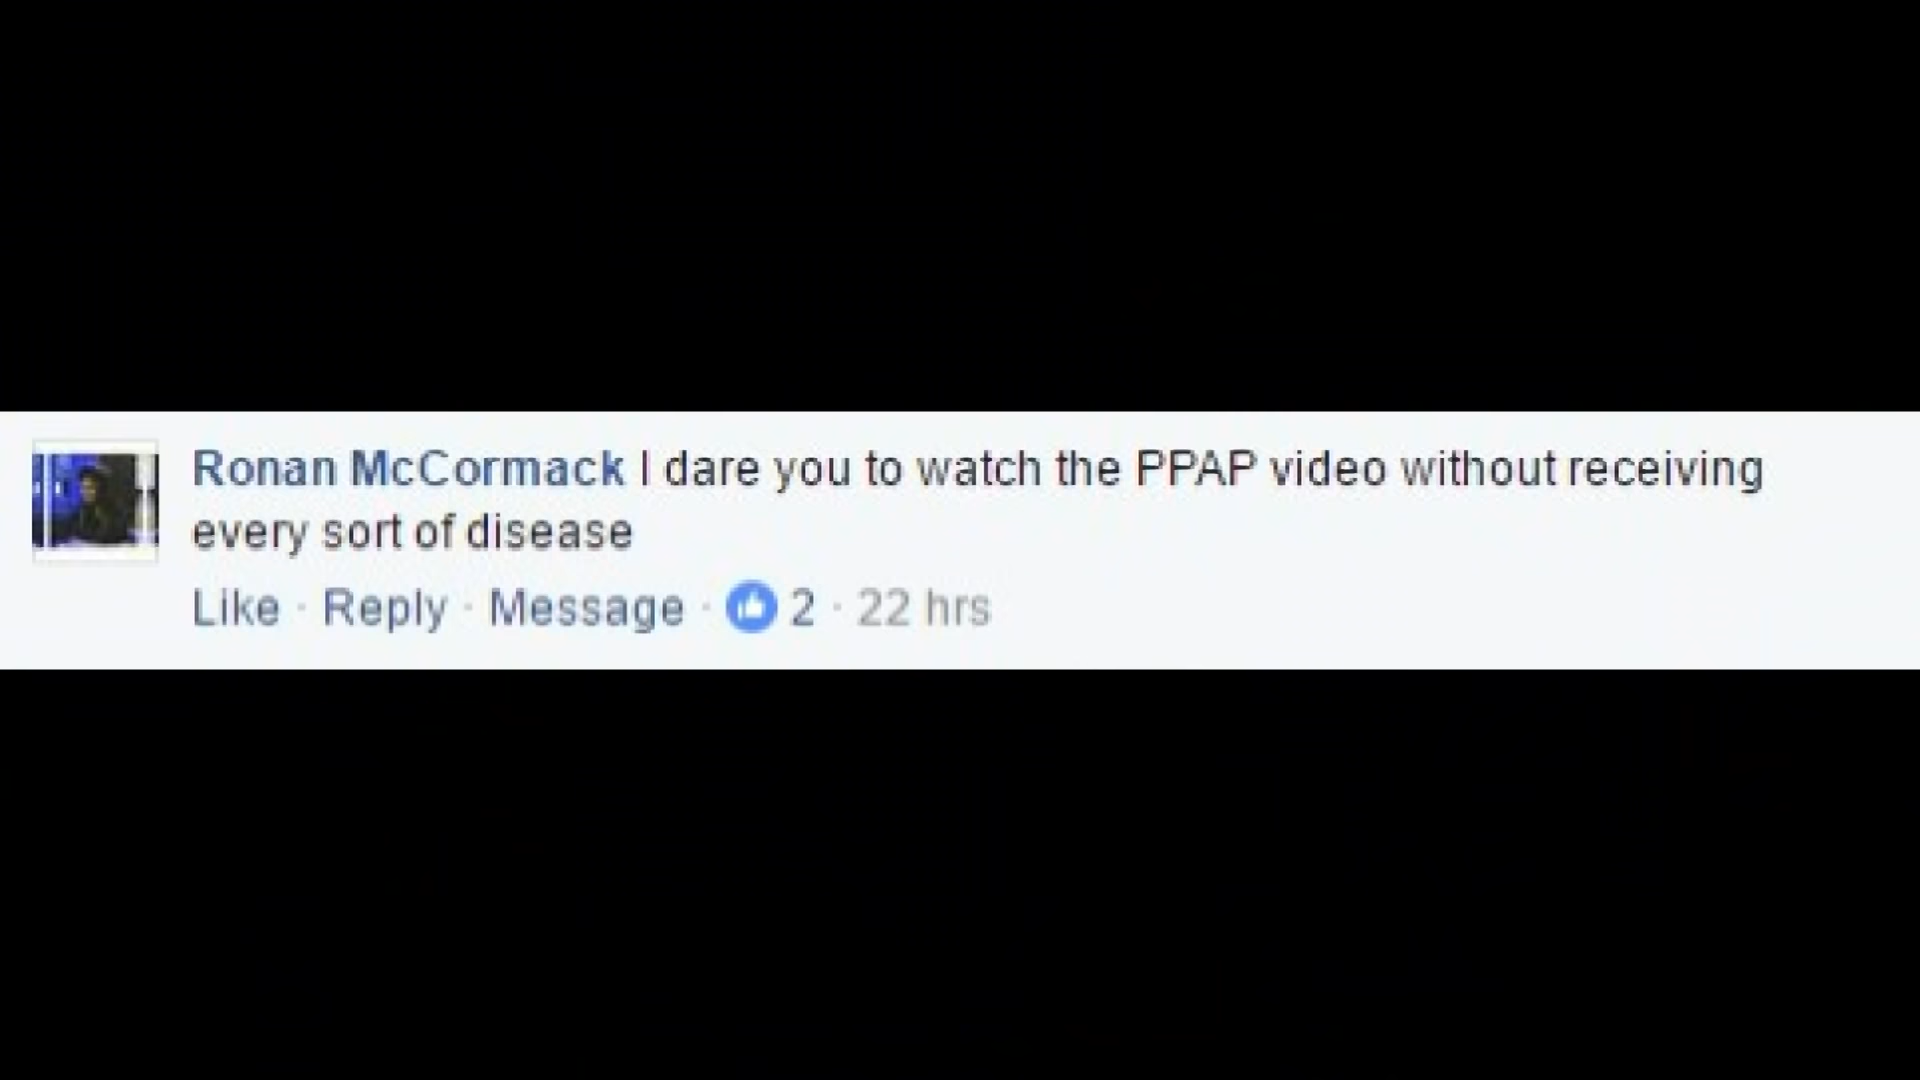 Ronan McCormack I dare you to watch the PPAP video without receiving
every sort of disease
Like · Reply · Message · 2 · 22 hrs